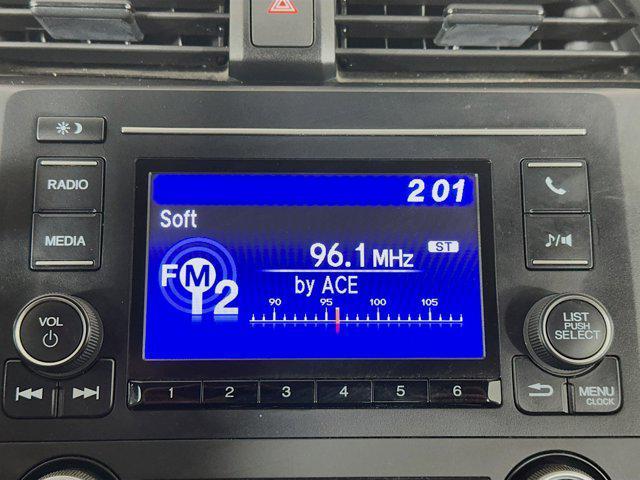 RADIO
MEDIA
VOL
2 01
Soft
96.1 MHz ST
by ACE
FM 2
90 95 100 105
1 2 3 4 5 6
LIST
PUSH
SELECT
MENU
CLOCK